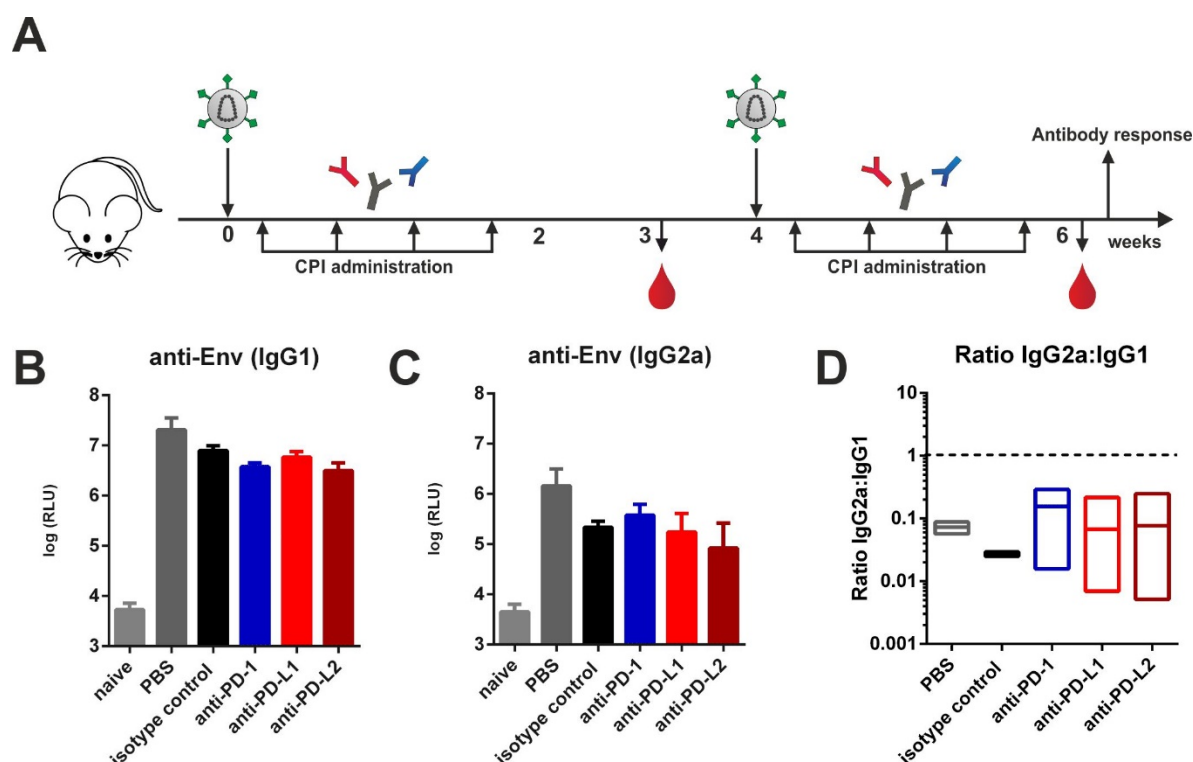 A
0
2
3
4
6
weeks
Antibody response
CPI administration
CPI administration
B
anti-Env (IgG1)
log (RLU)
8
7
6
5
4
3
naive
PBS
isotype control
anti-PD-1
anti-PD-L1
anti-PD-L2
C
anti-Env (IgG2a)
log (RLU)
8
7
6
5
4
3
naive
PBS
isotype control
anti-PD-1
anti-PD-L1
anti-PD-L2
D
Ratio IgG2a:IgG1
Ratio IgG2a:IgG1
10
1
0.1
0.01
0.001
PBS
isotype control
anti-PD-1
anti-PD-L1
anti-PD-L2